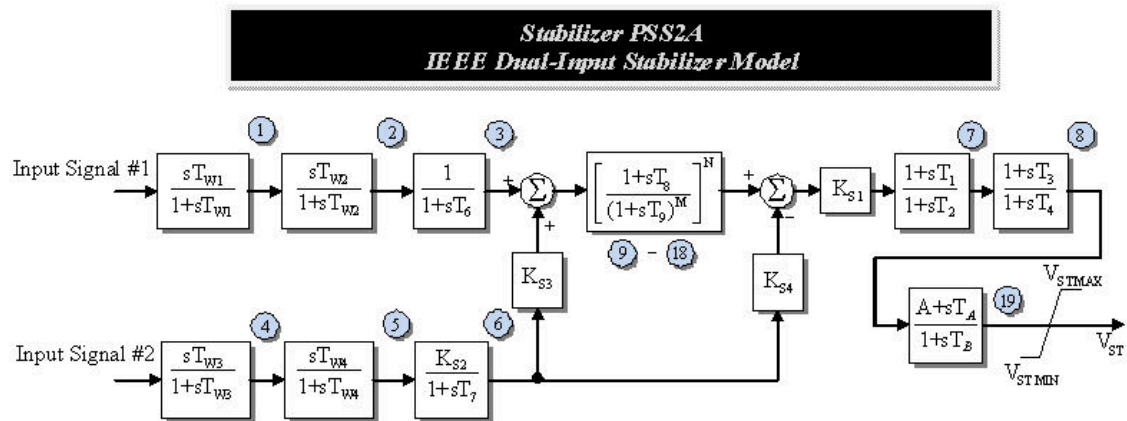 Stabilizer PSS2A
IEEE Dual-Input Stabilizer Model
1 2 3 7 8
Input Signal #1
sT_W1 / 1+sT_W1
sT_W2 / 1+sT_W2
1 / 1+sT_6
+ Σ +
[ 1+sT_8 / (1+sT_9)^M ]^N
+ Σ −
K_S1
1+sT_1 / 1+sT_2
1+sT_3 / 1+sT_4
9 - 18
K_S3
K_S4
A+sT_A / 1+sT_B
19
V_STMAX
V_STMIN
V_ST
4 5 6
Input Signal #2
sT_W3 / 1+sT_W3
sT_W4 / 1+sT_W4
K_S2 / 1+sT_7